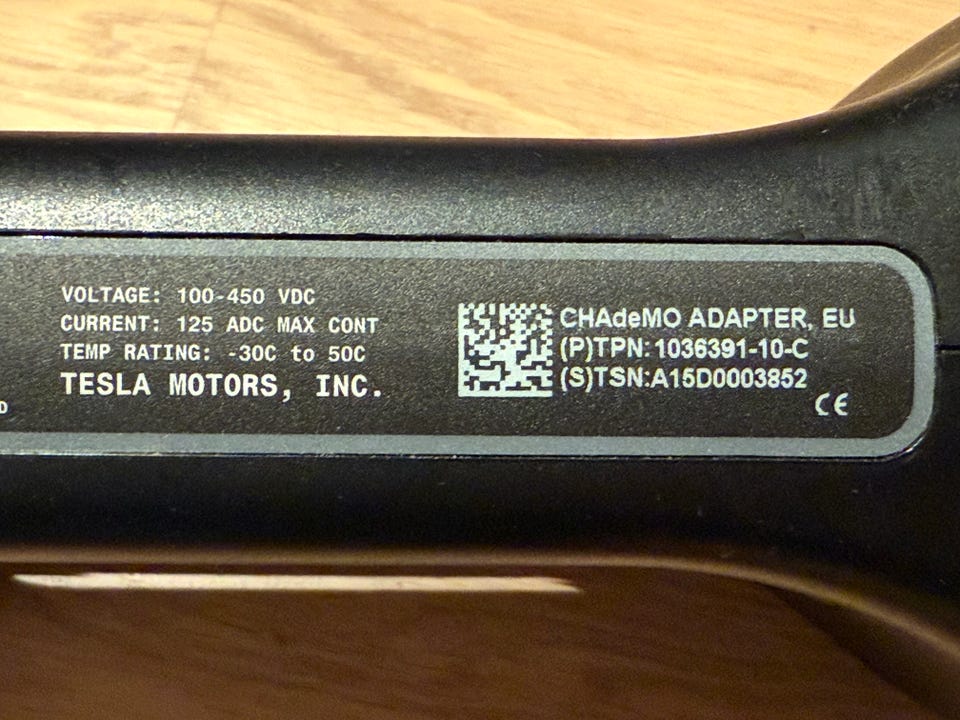 VOLTAGE: 100-450 VDC
CURRENT: 125 ADC MAX CONT
TEMP RATING: -30C to 50C
TESLA MOTORS, INC.
D
CHAdeMO ADAPTER, EU
(P)TPN: 1036391-10-C
(S)TSN:A15D0003852
CE